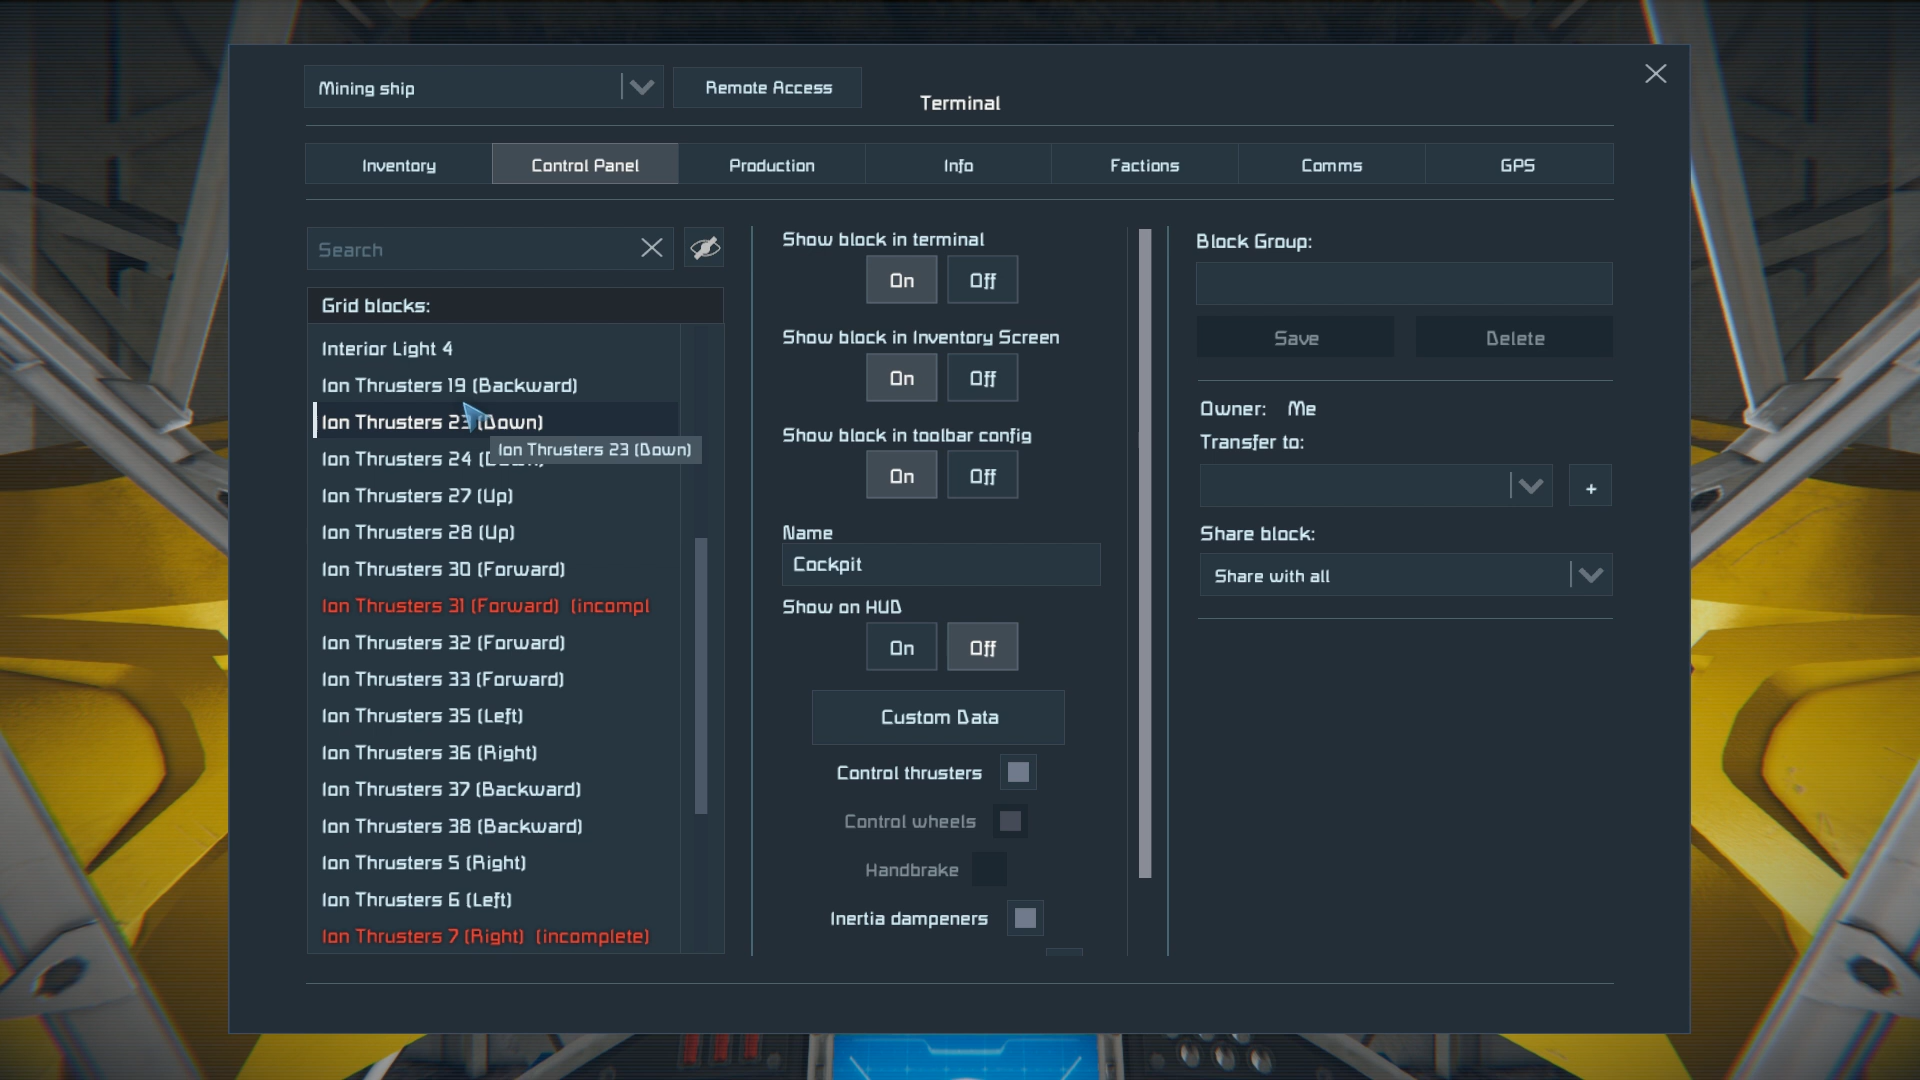 Mining ship
Remote Access
Terminal
Inventory
Control Panel
Production
Info
Factions
Comms
GPS
Search
Grid blocks:
Interior Light 4
Ion Thrusters 19 (Backward)
Ion Thrusters 23 (Down)
Ion Thrusters 23 (Down)
Ion Thrusters 24 (Down)
Ion Thrusters 27 (Up)
Ion Thrusters 28 (Up)
Ion Thrusters 30 (Forward)
Ion Thrusters 31 (Forward) (incompl
Ion Thrusters 32 (Forward)
Ion Thrusters 33 (Forward)
Ion Thrusters 35 (Left)
Ion Thrusters 36 (Right)
Ion Thrusters 37 (Backward)
Ion Thrusters 38 (Backward)
Ion Thrusters 5 (Right)
Ion Thrusters 6 (Left)
Ion Thrusters 7 (Right) (incomplete)
Show block in terminal
On Off
Show block in Inventory Screen
On Off
Show block in toolbar config
On Off
Name
Cockpit
Show on HUD
On Off
Custom Data
Control thrusters
Control wheels
Handbrake
Inertia dampeners
Block Group:
Save
Delete
Owner: Me
Transfer to:
+
Share block:
Share with all